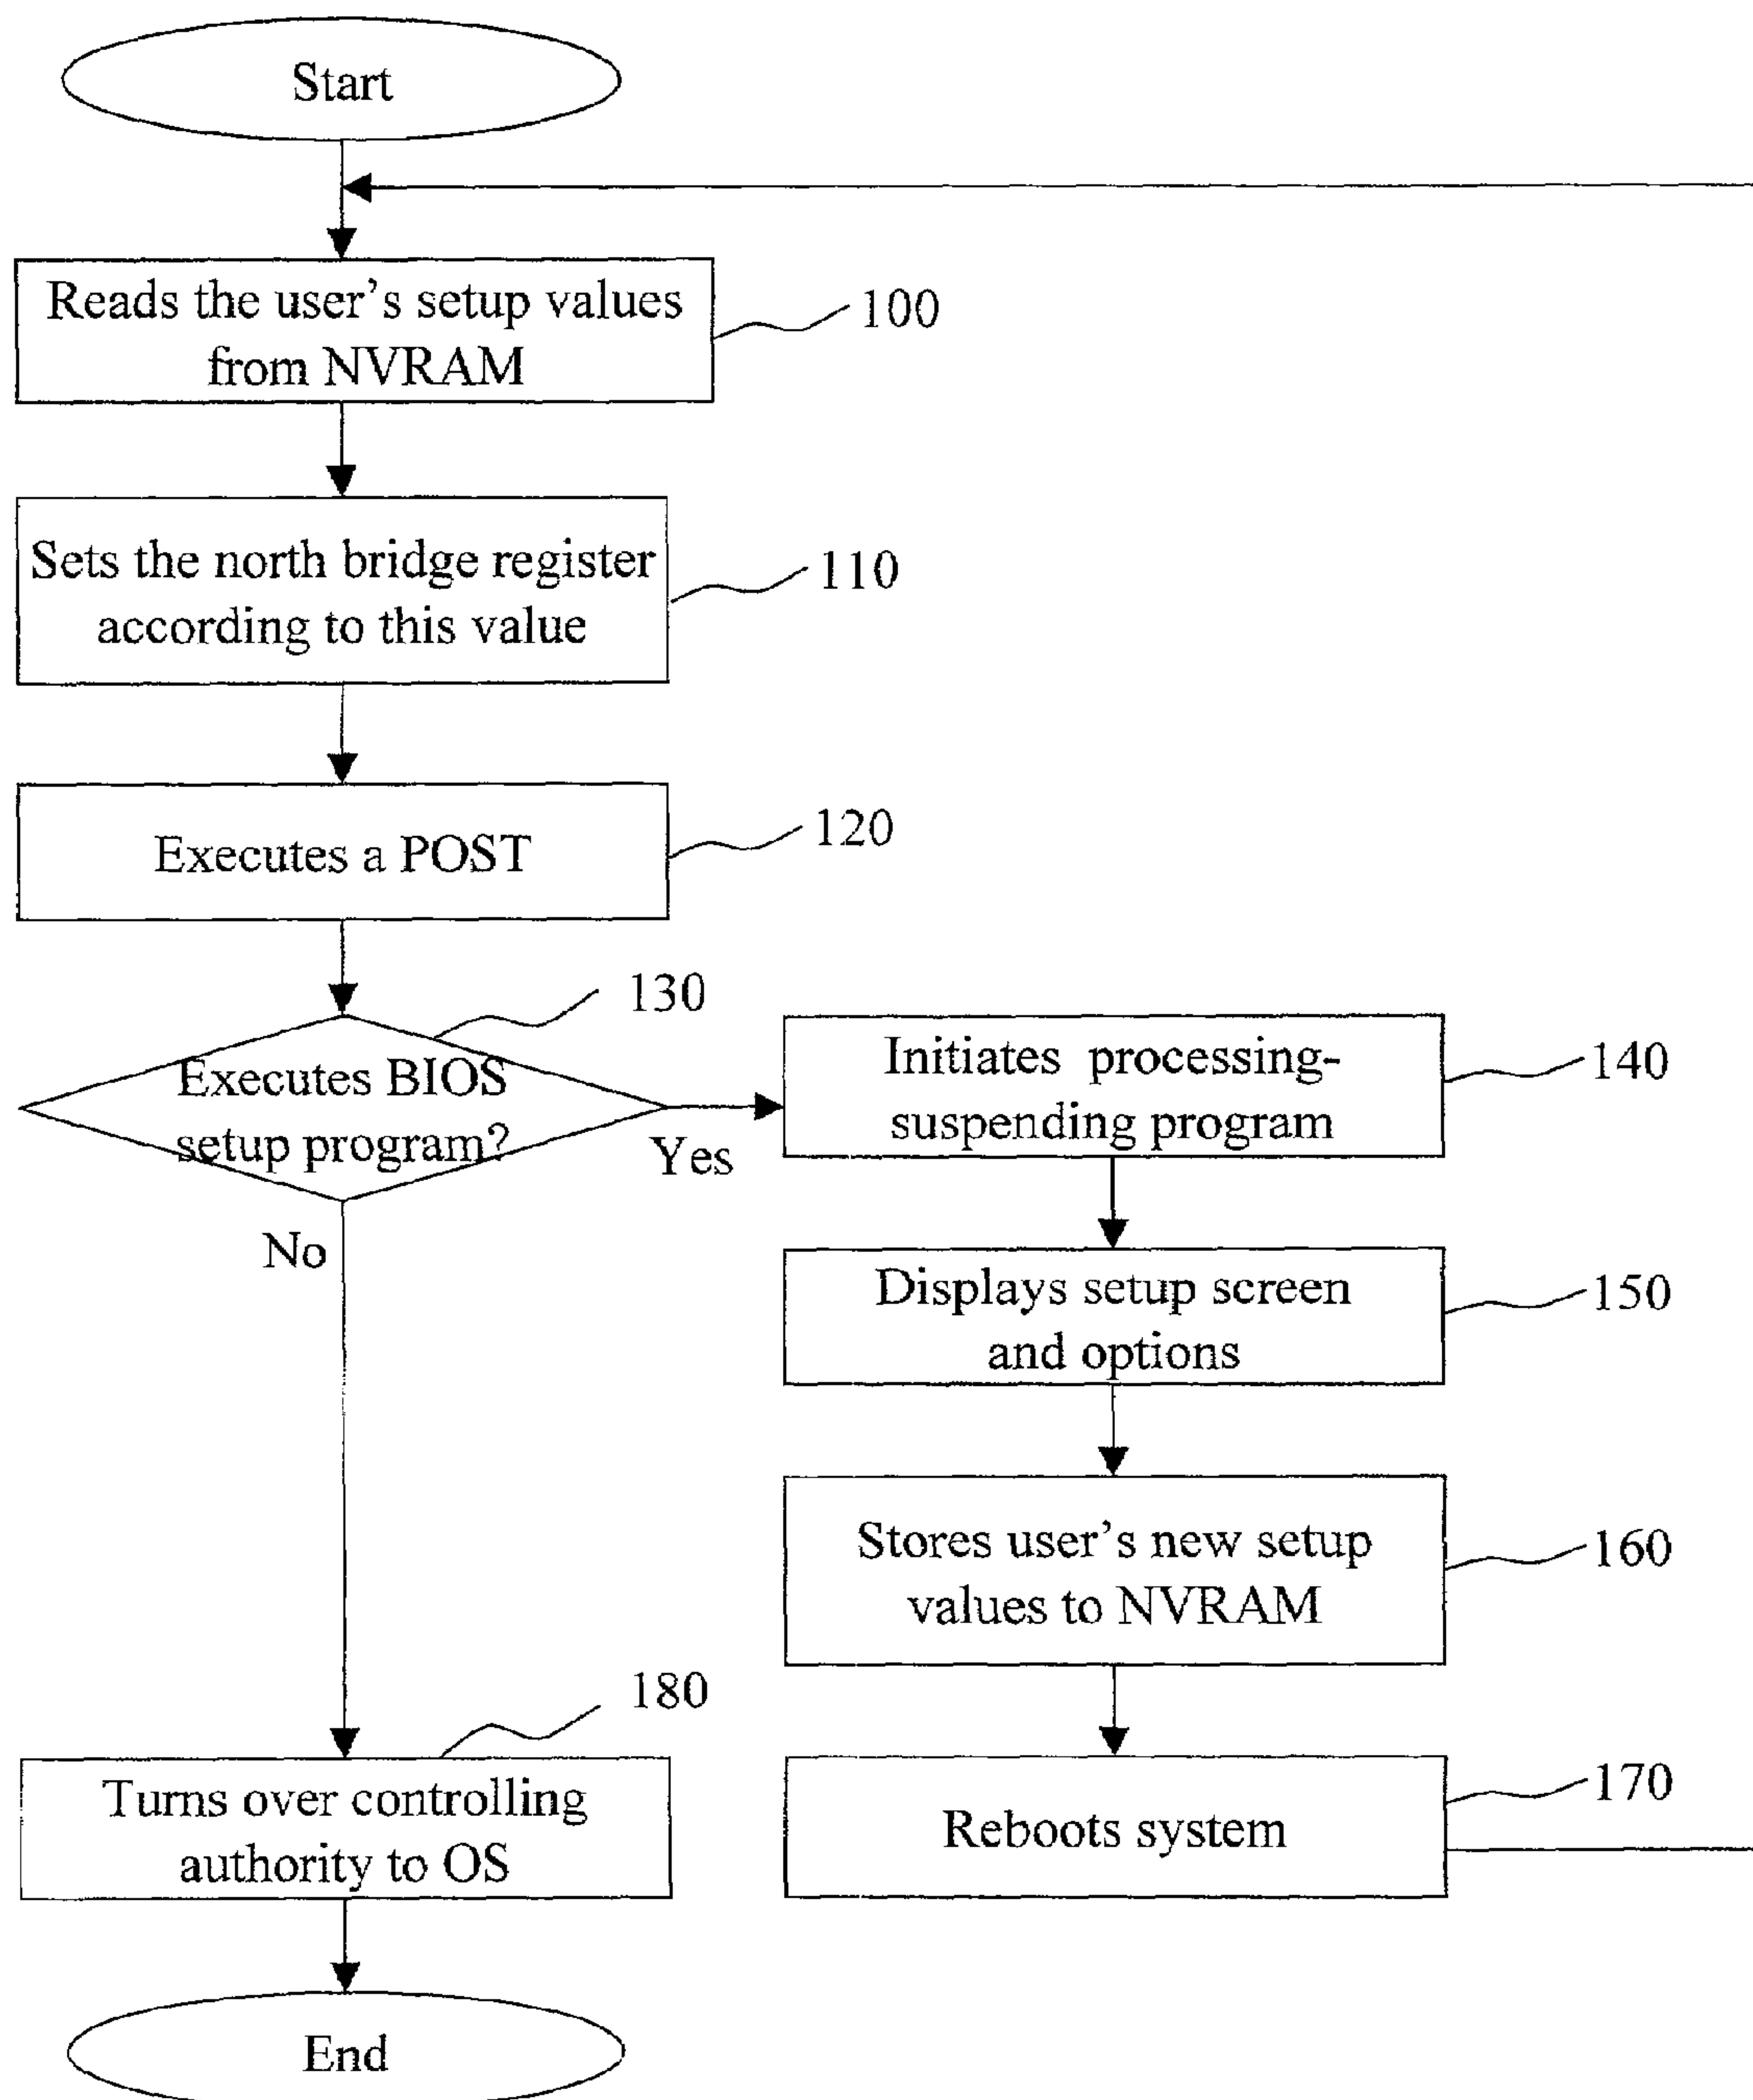 Start
Reads the user's setup values
from NVRAM
100
Sets the north bridge register
according to this value
110
Executes a POST
120
130
Executes BIOS
setup program?
Yes
No
Initiates processing-
suspending program
140
Displays setup screen
and options
150
Stores user's new setup
values to NVRAM
160
Reboots system
170
180
Turns over controlling
authority to OS
End